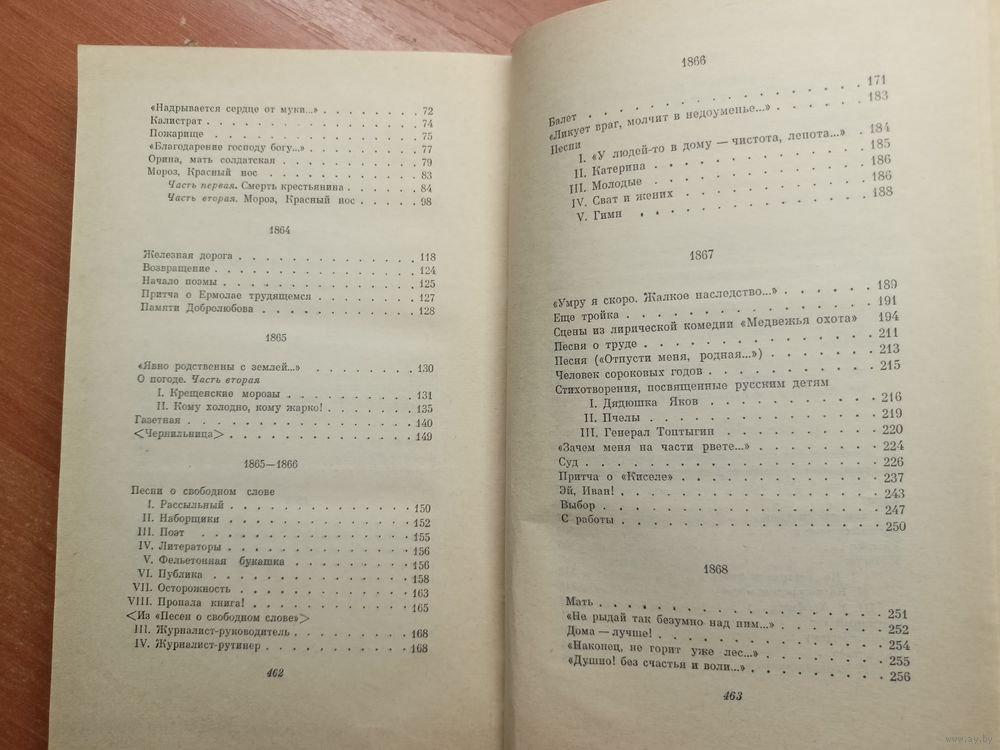 «Надрывается сердце от муки...» . . . . . . . . 72
Калистрат . . . . . . . . . . . . . . . . 74
Пожарище . . . . . . . . . . . . . . . . 75
«Благодарение господу богу...» . . . . . . . . . 77
Орина, мать солдатская . . . . . . . . . . . 79
Мороз, Красный нос . . . . . . . . . . . . 83
Часть первая. Смерть крестьянина . . . . . . 84
Часть вторая. Мороз, Красный нос . . . . . 98
1864
Железная дорога . . . . . . . . . . . . . . 118
Возвращение . . . . . . . . . . . . . . . 124
Начало поэмы . . . . . . . . . . . . . . . 125
Притча о Ермолае трудящемся . . . . . . . . 127
Памяти Добролюбова . . . . . . . . . . . . 128
1865
«Явно родственны с землей...» . . . . . . . . . 130
О погоде. Часть вторая
I. Крещенские морозы . . . . . . . . . . 131
II. Кому холодно, кому жарко! . . . . . . . 135
Газетная . . . . . . . . . . . . . . . . . 140
<Чернильница> . . . . . . . . . . . . . . 149
1865—1866
Песни о свободном слове
I. Рассыльный . . . . . . . . . . . . . 150
II. Наборщики . . . . . . . . . . . . . 152
III. Поэт . . . . . . . . . . . . . . . . 155
IV. Литераторы . . . . . . . . . . . . . 156
V. Фельетонная букашка . . . . . . . . . 156
VI. Публика . . . . . . . . . . . . . . 158
VII. Осторожность . . . . . . . . . . . . 163
VIII. Пропала книга! . . . . . . . . . . . 165
<Из «Песен о свободном слове»>
III. Журналист-руководитель . . . . . . . . 168
IV. Журналист-рутинер . . . . . . . . . . 168
462
1866
Балет . . . . . . . . . . . . . . . . . . 171
«Ликует враг, молчит в недоуменье...» . . . . . . 183
Песни
I. «У людей-то в дому — чистота, лепота...» . . 184
II. Катерина . . . . . . . . . . . . . . 185
III. Молодые . . . . . . . . . . . . . . 186
IV. Сват и жених . . . . . . . . . . . . 186
V. Гимн . . . . . . . . . . . . . . . . 188
1867
«Умру я скоро. Жалкое наследство...» . . . . . . 189
Еще тройка . . . . . . . . . . . . . . . . 191
Сцены из лирической комедии «Медвежья охота» 194
Песня о труде . . . . . . . . . . . . . . . 211
Песня («Отпусти меня, родная...») . . . . . . . 213
Человек сороковых годов . . . . . . . . . . . 215
Стихотворения, посвященные русским детям
I. Дядюшка Яков . . . . . . . . . . . . 216
II. Пчелы . . . . . . . . . . . . . . . 219
III. Генерал Топтыгин . . . . . . . . . . 220
«Зачем меня на части рвете...» . . . . . . . . . 224
Суд . . . . . . . . . . . . . . . . . . . 226
Притча о «Киселе» . . . . . . . . . . . . . 237
Эй, Иван! . . . . . . . . . . . . . . . . 243
Выбор . . . . . . . . . . . . . . . . . . 247
С работы . . . . . . . . . . . . . . . . . 250
1868
Мать . . . . . . . . . . . . . . . . . . 251
«Не рыдай так безумно над ним...» . . . . . . . 252
Дома — лучше! . . . . . . . . . . . . . . 254
«Наконец, не горит уже лес...» . . . . . . . . . 255
«Душно! без счастья и воли...» . . . . . . . . . 256
463
www.ay.by